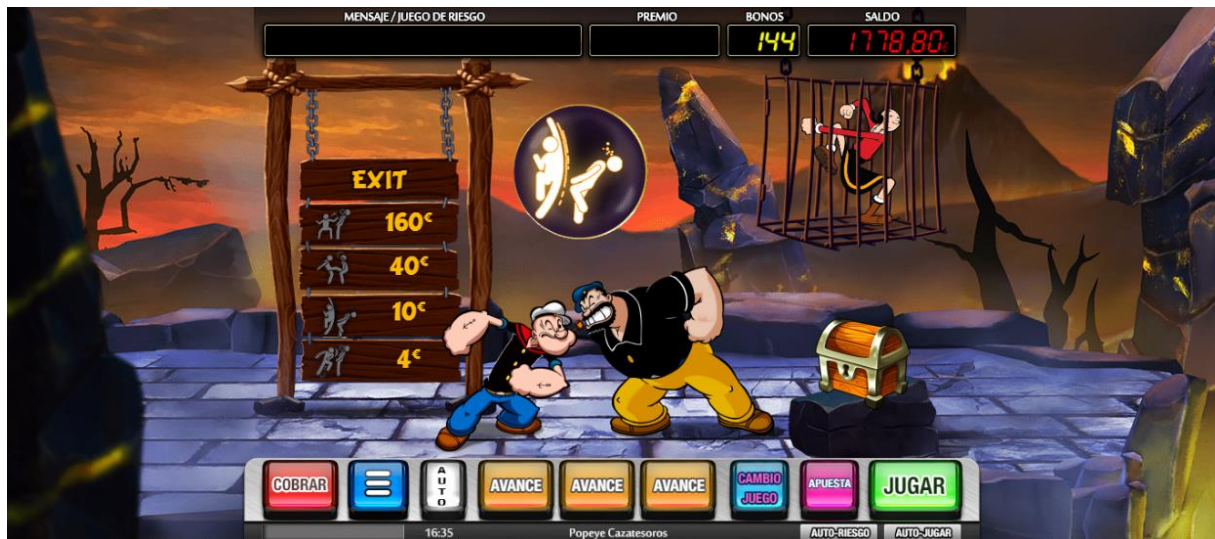 MENSAJE / JUEGO DE RIESGO PREMIO BONOS SALDO
144 1778,80€
EXIT
160€
40€
10€
4€
COBRAR AUTO AVANCE AVANCE AVANCE CAMBIO JUEGO APUESTA JUGAR
16:35 Popeye Cazatesoros AUTO-RIESGO AUTO-JUGAR